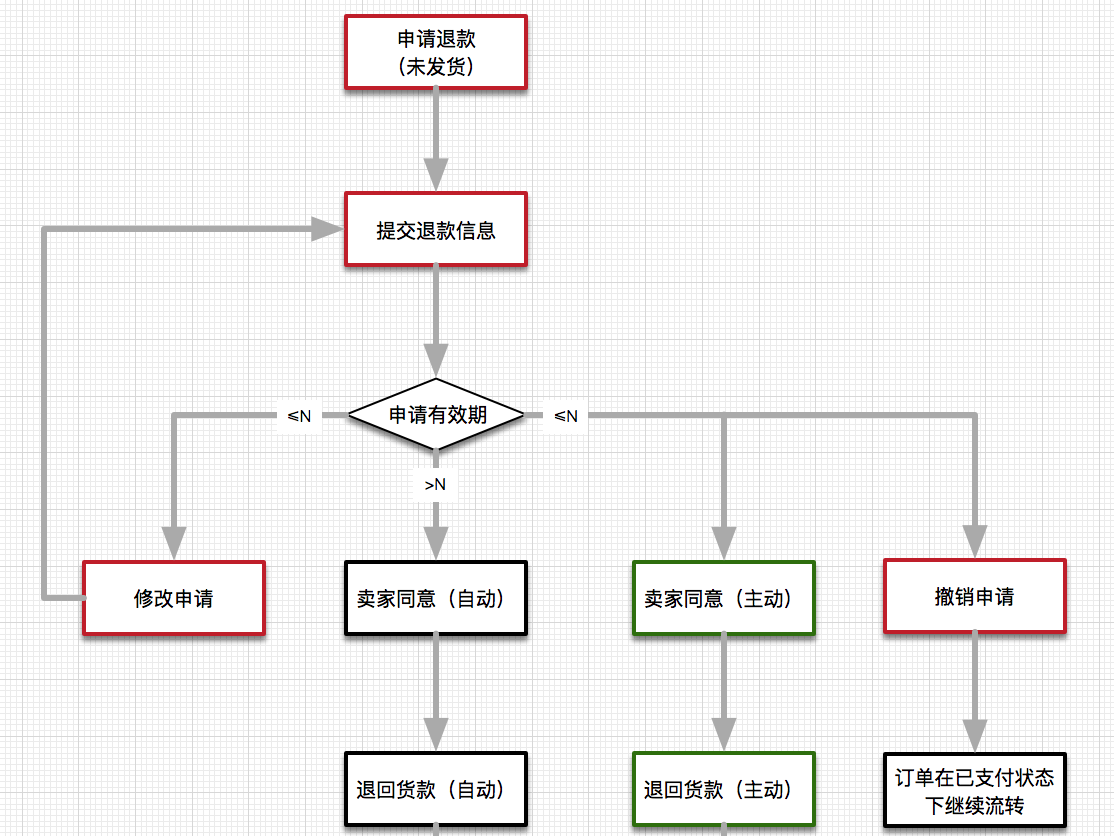 申请退款
（未发货）
提交退款信息
≤N
申请有效期
≤N
>N
修改申请
卖家同意（自动）
卖家同意（主动）
撤销申请
退回货款（自动）
退回货款（主动）
订单在已支付状态
下继续流转